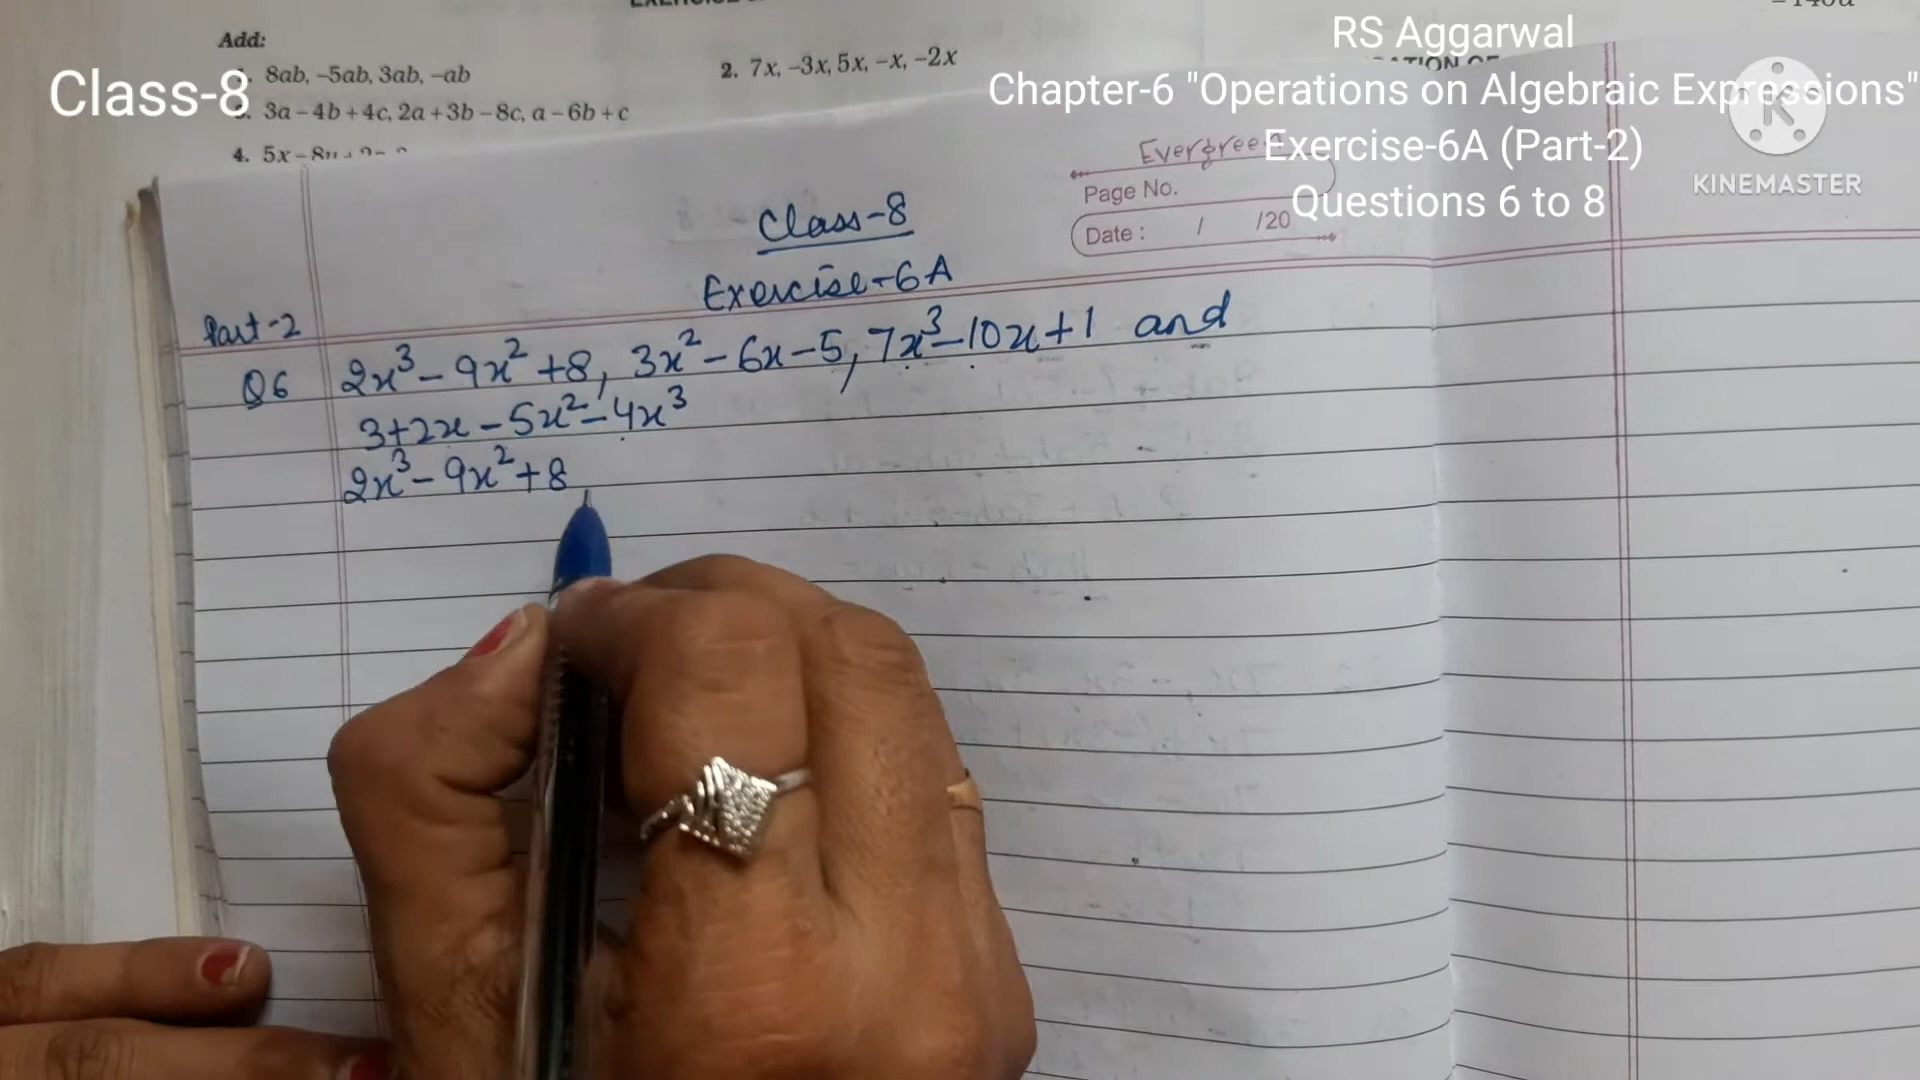 Add:
8ab, –5ab, 3ab, –ab
2. 7x, –3x, 5x, –x, –2x
Class-8
3a – 4b + 4c, 2a + 3b – 8c, a – 6b + c
4. 5x – 8y
RS Aggarwal
Chapter-6 "Operations on Algebraic Expressions"
Exercise-6A (Part-2)
Questions 6 to 8
KINEMASTER
Evergreen
Page No.
Date : / /20
Class-8
Exercise-6A
Part-2
Q6 2x³ – 9x² + 8, 3x² – 6x – 5, 7x³ – 10x + 1 and
3 + 2x – 5x² – 4x³
2x³ – 9x² + 8